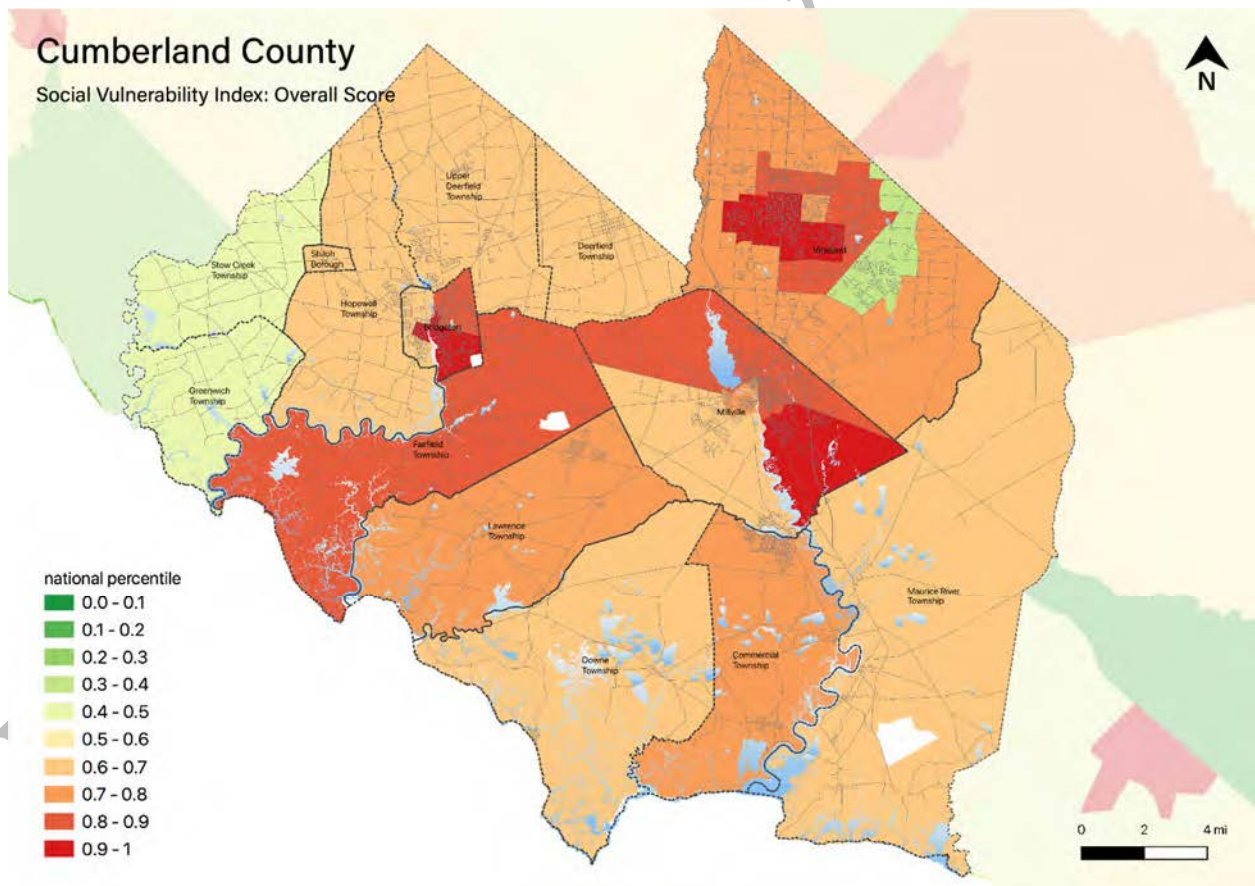 Cumberland County
Social Vulnerability Index: Overall Score
N
Upper
Deerfield
Township
Deerfield
Township
Vineland
Stow Creek
Township
Shiloh
Borough
Hopewell
Township
Bridgeton
Greenwich
Township
Millville
Fairfield
Township
Lawrence
Township
Maurice River
Township
Downe
Township
Commercial
Township
national percentile
0.0 - 0.1
0.1 - 0.2
0.2 - 0.3
0.3 - 0.4
0.4 - 0.5
0.5 - 0.6
0.6 - 0.7
0.7 - 0.8
0.8 - 0.9
0.9 - 1
0 2 4 mi